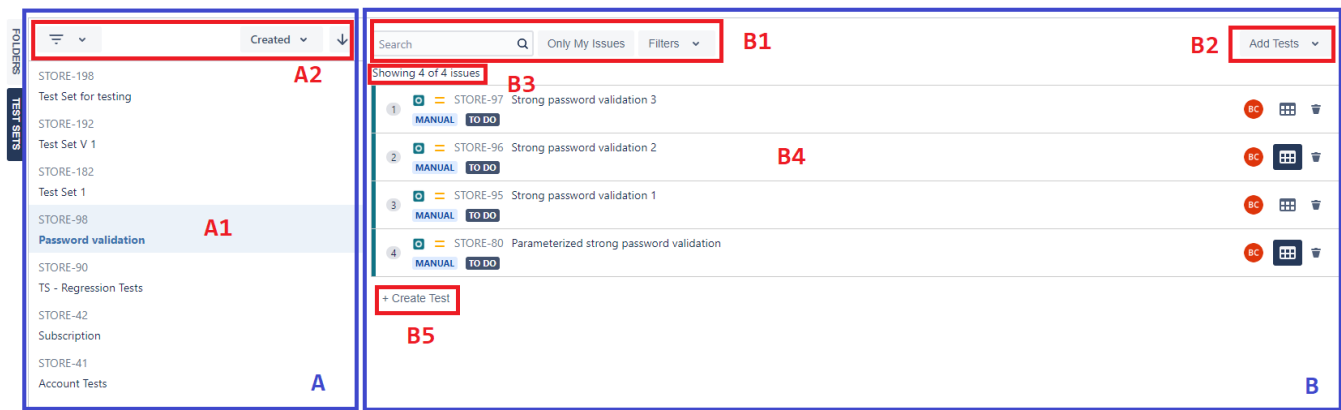 FOLDERS
TEST SETS
Created
A2
STORE-198
Test Set for testing
STORE-192
Test Set V 1
STORE-182
Test Set 1
STORE-98
Password validation
A1
STORE-90
TS - Regression Tests
STORE-42
Subscription
STORE-41
Account Tests
A
Search Only My Issues Filters B1 B2 Add Tests
Showing 4 of 4 issues B3
1 STORE-97 Strong password validation 3 BC
MANUAL TO DO
2 STORE-96 Strong password validation 2 B4 BC
MANUAL TO DO
3 STORE-95 Strong password validation 1 BC
MANUAL TO DO
4 STORE-80 Parameterized strong password validation BC
MANUAL TO DO
+ Create Test
B5
B